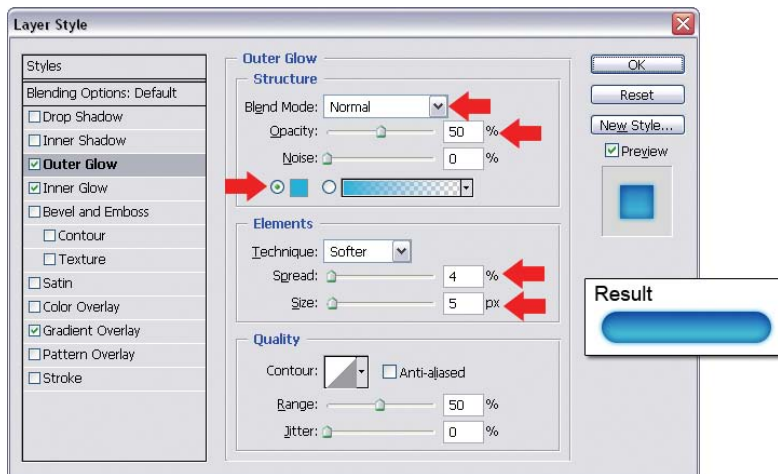 Layer Style
Styles
Blending Options: Default
Drop Shadow
Inner Shadow
Outer Glow
Inner Glow
Bevel and Emboss
Contour
Texture
Satin
Color Overlay
Gradient Overlay
Pattern Overlay
Stroke
Outer Glow
Structure
Blend Mode: Normal
Opacity: 50 %
Noise: 0 %
Elements
Technique: Softer
Spread: 4 %
Size: 5 px
Quality
Contour: Anti-aliased
Range: 50 %
Jitter: 0 %
OK
Reset
New Style...
Preview
Result